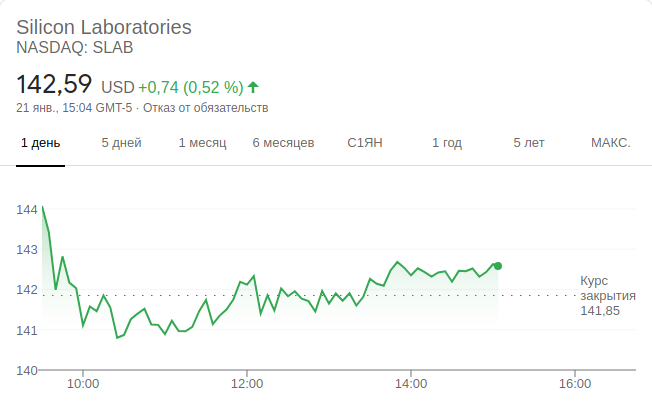 Silicon Laboratories
NASDAQ: SLAB
142,59 USD +0,74 (0,52 %)
21 янв., 15:04 GMT-5 · Отказ от обязательств
1 день 5 дней 1 месяц 6 месяцев С1ЯН 1 год 5 лет МАКС.
144
143
142
141
140
Курс
закрытия
141,85
10:00 12:00 14:00 16:00